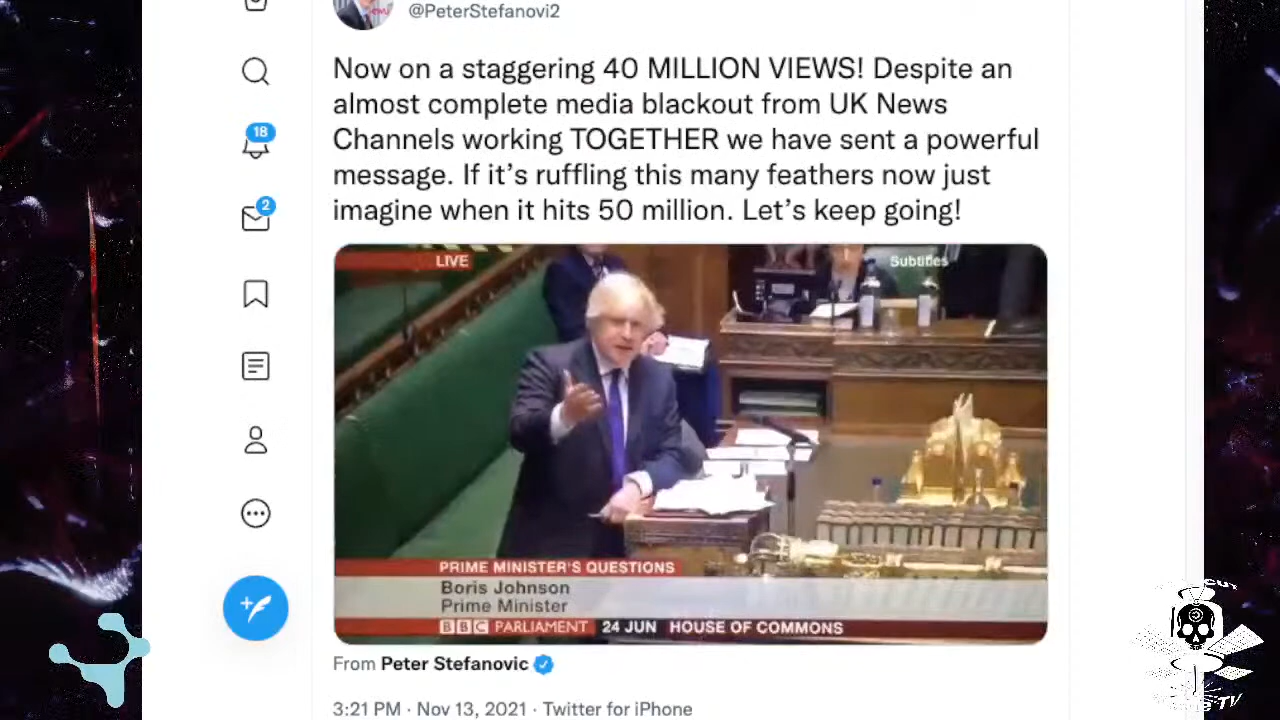 @PeterStefanovi2
Now on a staggering 40 MILLION VIEWS! Despite an
almost complete media blackout from UK News
Channels working TOGETHER we have sent a powerful
message. If it’s ruffling this many feathers now just
imagine when it hits 50 million. Let’s keep going!
18
2
LIVE
Subtitles
PRIME MINISTER'S QUESTIONS
Boris Johnson
Prime Minister
BBC PARLIAMENT 24 JUN HOUSE OF COMMONS
From Peter Stefanovic
3:21 PM · Nov 13, 2021 · Twitter for iPhone